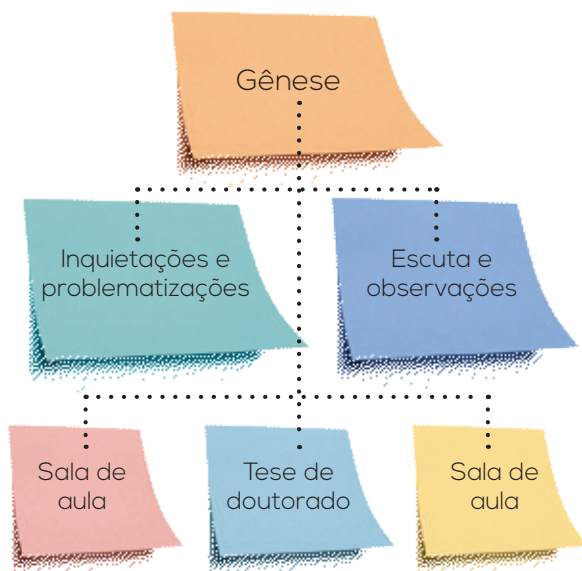 Gênese
Inquietações e
problematizações
Escuta e
observações
Sala de
aula
Tese de
doutorado
Sala de
aula